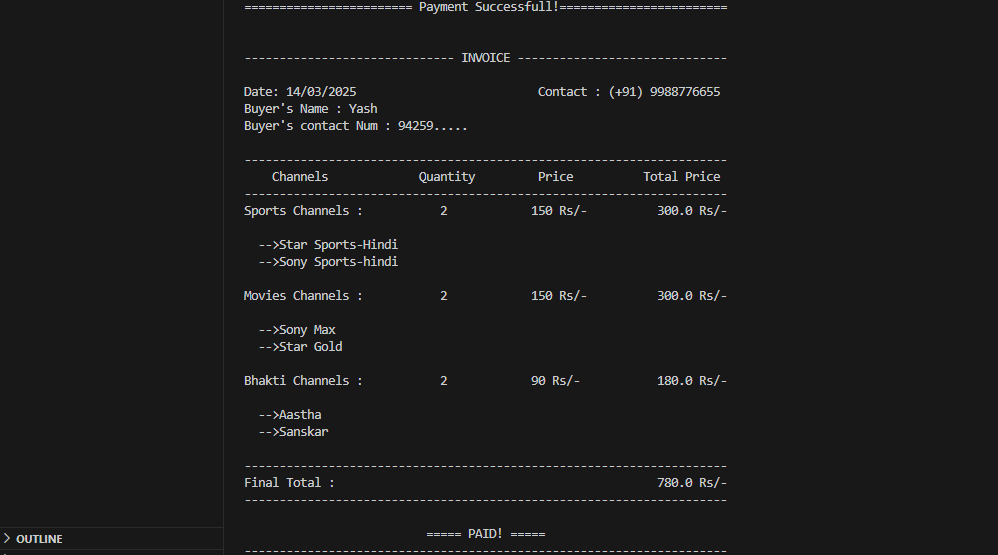 ======================== Payment Successfull!========================
------------------------------ INVOICE ------------------------------
Date: 14/03/2025 Contact : (+91) 9988776655
Buyer's Name : Yash
Buyer's contact Num : 94259.....
---------------------------------------------------------------------
Channels Quantity Price Total Price
---------------------------------------------------------------------
Sports Channels : 2 150 Rs/- 300.0 Rs/-
-->Star Sports-Hindi
-->Sony Sports-hindi
Movies Channels : 2 150 Rs/- 300.0 Rs/-
-->Sony Max
-->Star Gold
Bhakti Channels : 2 90 Rs/- 180.0 Rs/-
-->Aastha
-->Sanskar
---------------------------------------------------------------------
Final Total : 780.0 Rs/-
---------------------------------------------------------------------
===== PAID! =====
---------------------------------------------------------------------
OUTLINE